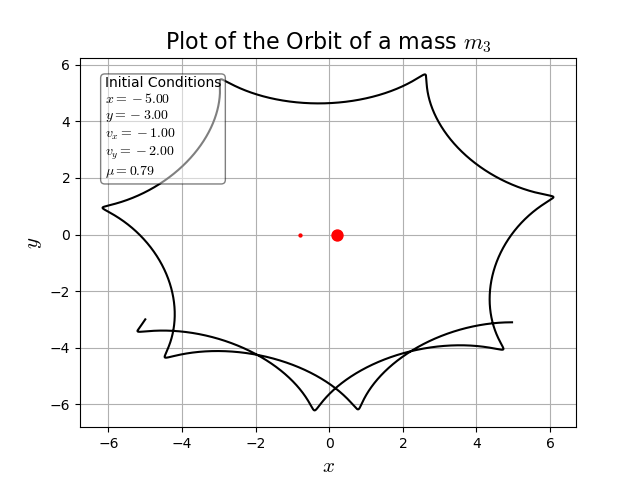 Plot of the Orbit of a mass m₃
Initial Conditions
x = −5.00
y = −3.00
vₓ = −1.00
v_y = −2.00
μ = 0.79
6
4
2
0
−2
−4
−6
y
−6
−4
−2
0
2
4
6
x